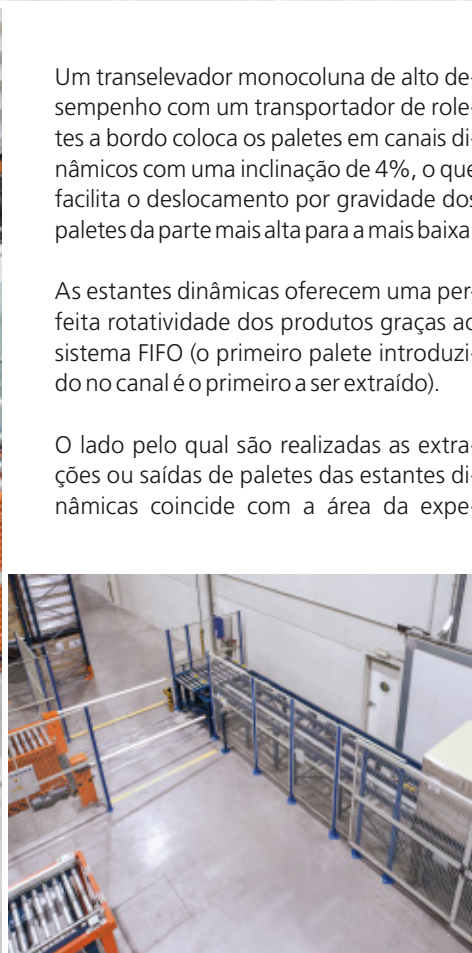 Um transelevador monocoluna de alto de-
sempenho com um transportador de role-
tes a bordo coloca os paletes em canais di-
nâmicos com uma inclinação de 4%, o que
facilita o deslocamento por gravidade dos
paletes da parte mais alta para a mais baixa
As estantes dinâmicas oferecem uma per-
feita rotatividade dos produtos graças ao
sistema FIFO (o primeiro palete introduzi-
do no canal é o primeiro a ser extraído).
O lado pelo qual são realizadas as extra-
ções ou saídas de paletes das estantes di-
nâmicas coincide com a área da expe-